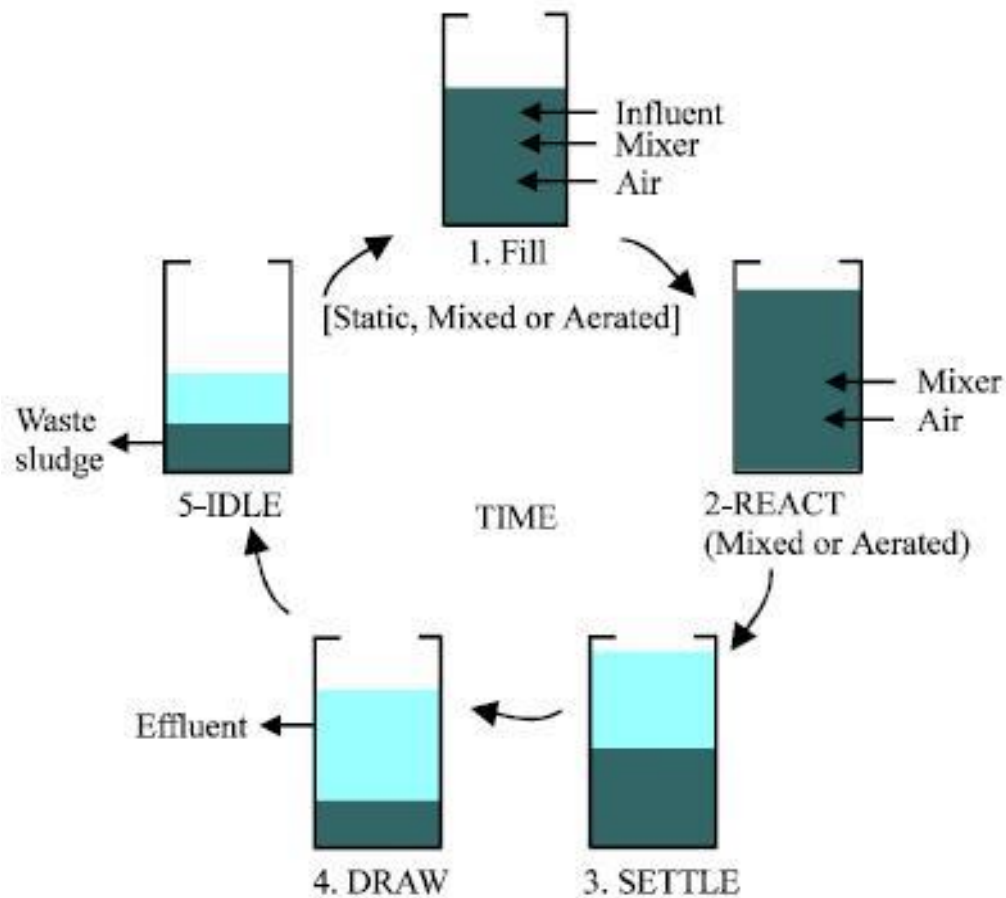 Influent
Mixer
Air
1. Fill
[Static, Mixed or Aerated]
Mixer
Air
2-REACT
(Mixed or Aerated)
3. SETTLE
Effluent
4. DRAW
Waste
sludge
5-IDLE
TIME